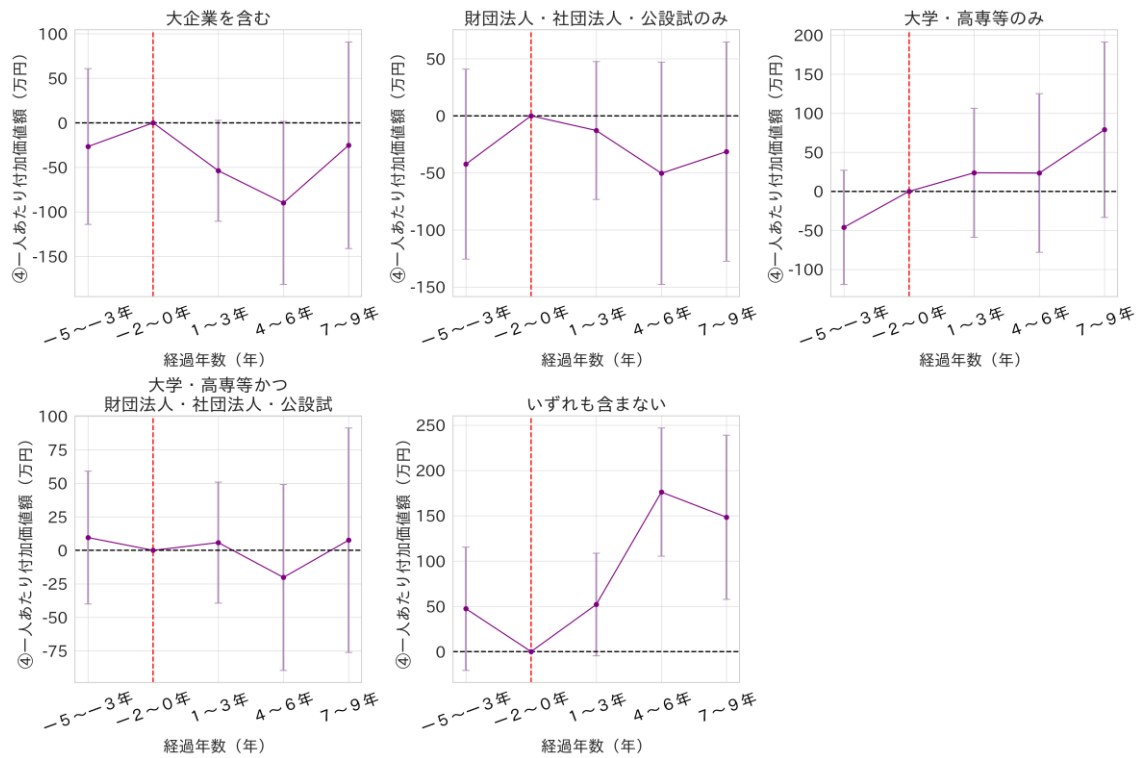 大企業を含む
④一人あたり付加価値額（万円）
100
50
0
-50
-100
-150
－5～－3年
－2～0年
1～3年
4～6年
7～9年
経過年数（年）
財団法人・社団法人・公設試のみ
④一人あたり付加価値額（万円）
50
0
-50
-100
-150
－5～－3年
－2～0年
1～3年
4～6年
7～9年
経過年数（年）
大学・高専等のみ
④一人あたり付加価値額（万円）
200
150
100
50
0
-50
-100
－5～－3年
－2～0年
1～3年
4～6年
7～9年
経過年数（年）
大学・高専等かつ
財団法人・社団法人・公設試
④一人あたり付加価値額（万円）
100
75
50
25
0
-25
-50
-75
－5～－3年
－2～0年
1～3年
4～6年
7～9年
経過年数（年）
いずれも含まない
④一人あたり付加価値額（万円）
250
200
150
100
50
0
－5～－3年
－2～0年
1～3年
4～6年
7～9年
経過年数（年）